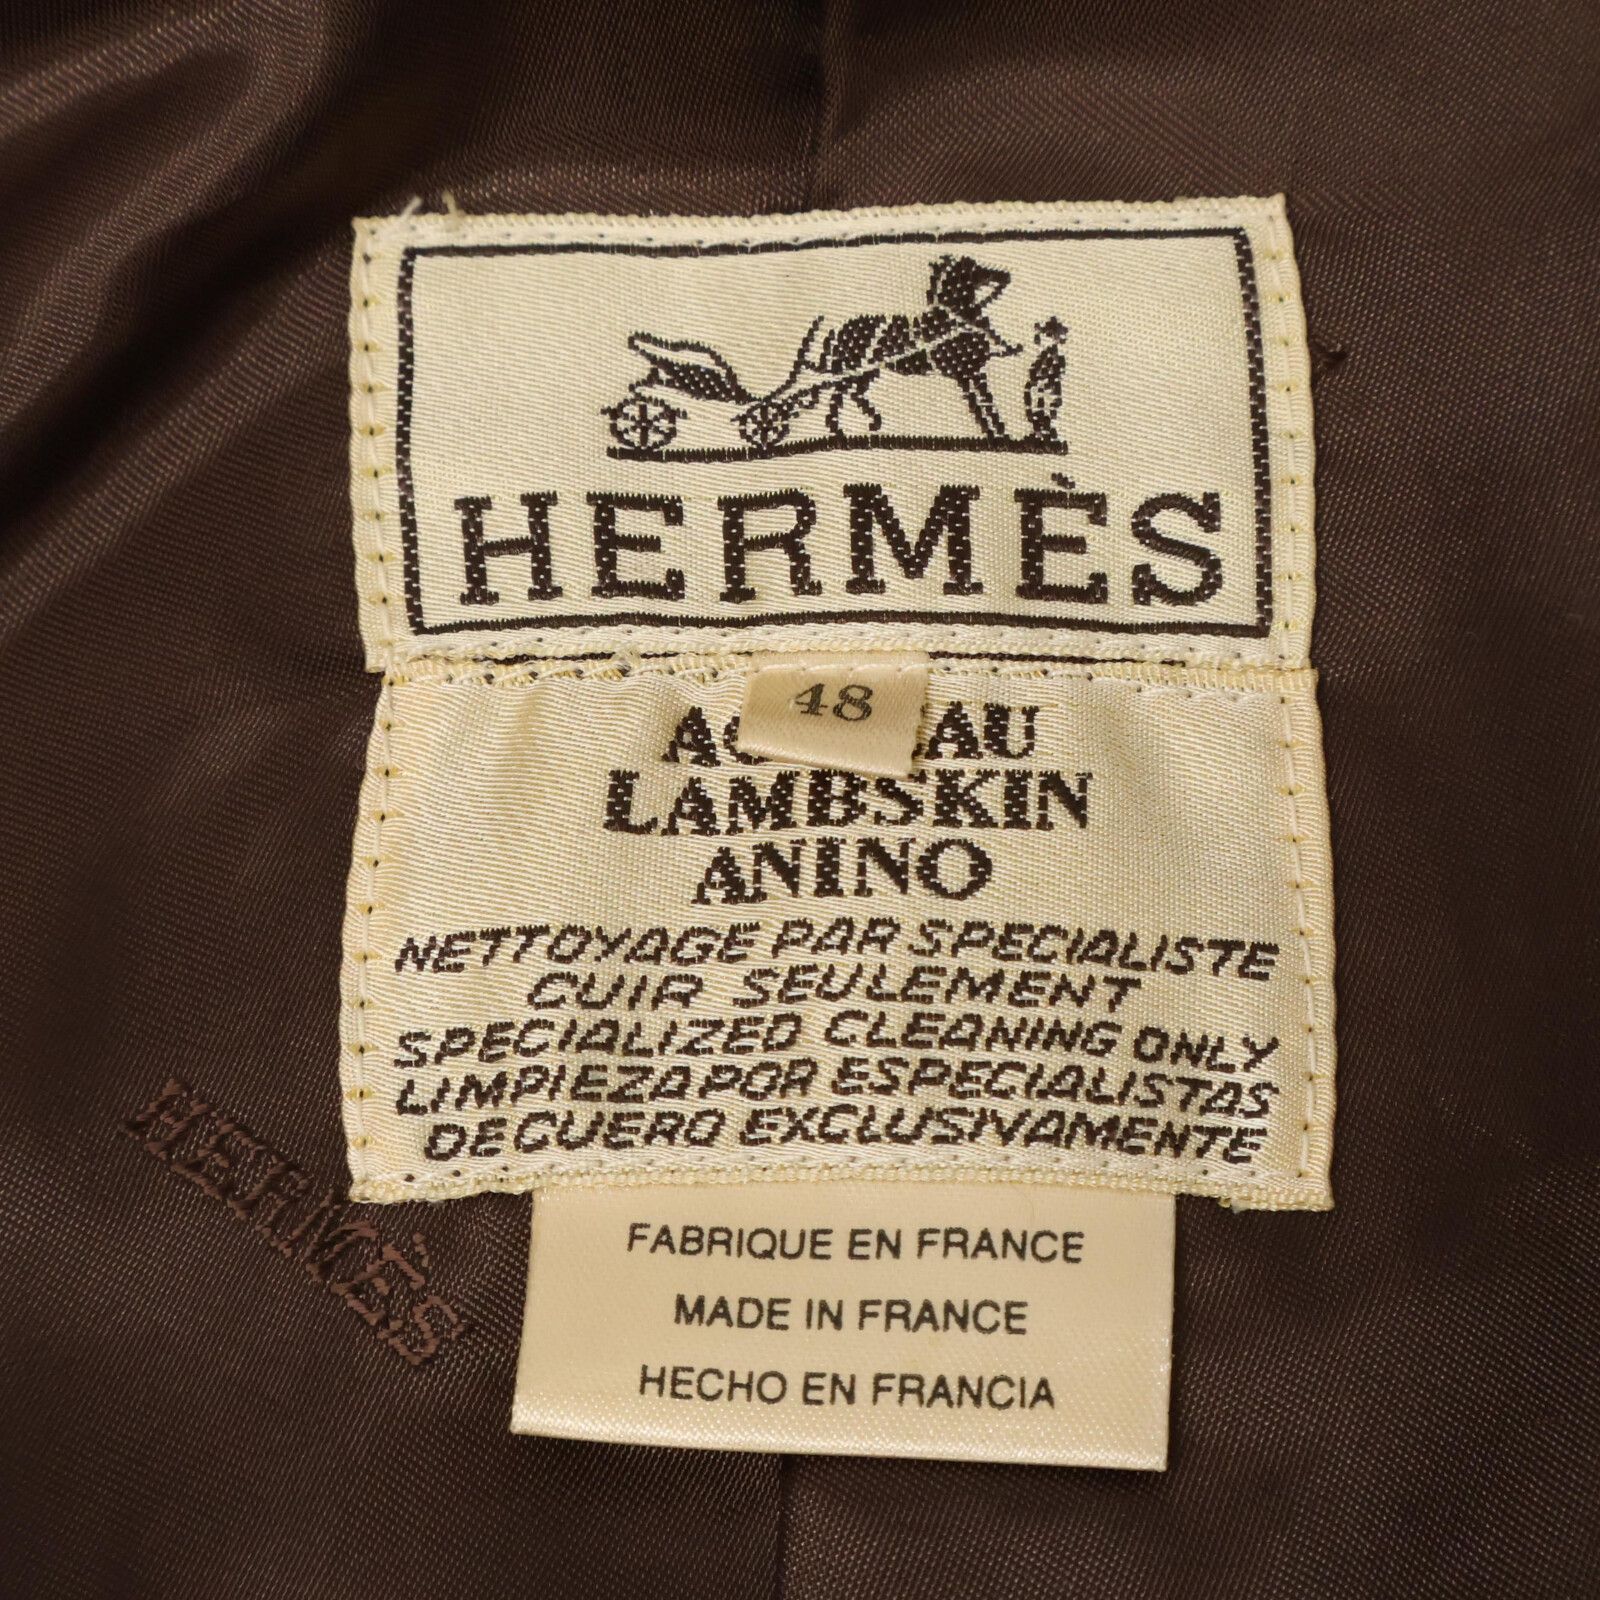 HERMÈS
48
LAMBSKIN
ANINO
NETTOYAGE PAR SPECIALISTE
CUIR SEULEMENT
SPECIALIZED CLEANING ONLY
LIMPIEZA POR ESPECIALISTAS
DE CUERO EXCLUSIVAMENTE
HERMÈS
FABRIQUE EN FRANCE
MADE IN FRANCE
HECHO EN FRANCIA